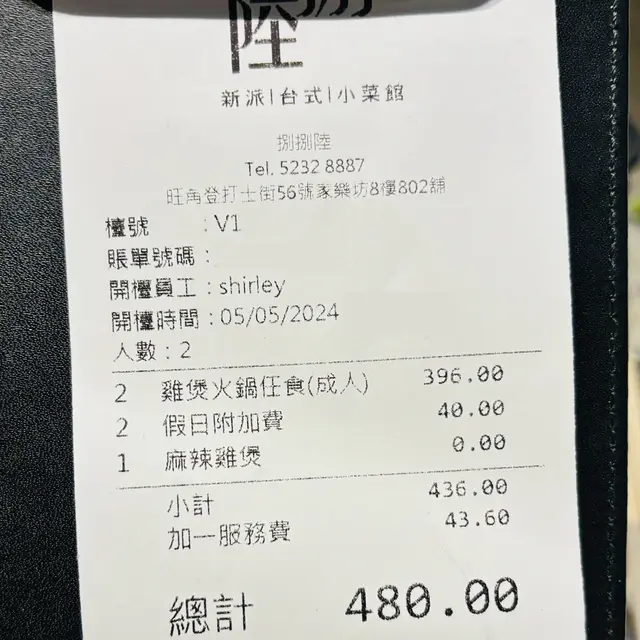 陸捌
新派|台式|小菜館
捌捌陸
Tel. 5232 8887
旺角登打士街56號家樂坊8樓802舖
檯號 : V1
賬單號碼 :
開檯員工 : shirley
開檯時間 : 05/05/2024
人數 : 2
2 雞煲火鍋任食(成人) 396.00
2 假日附加費 40.00
1 麻辣雞煲 0.00
小計 436.00
加一服務費 43.60
總計 480.00